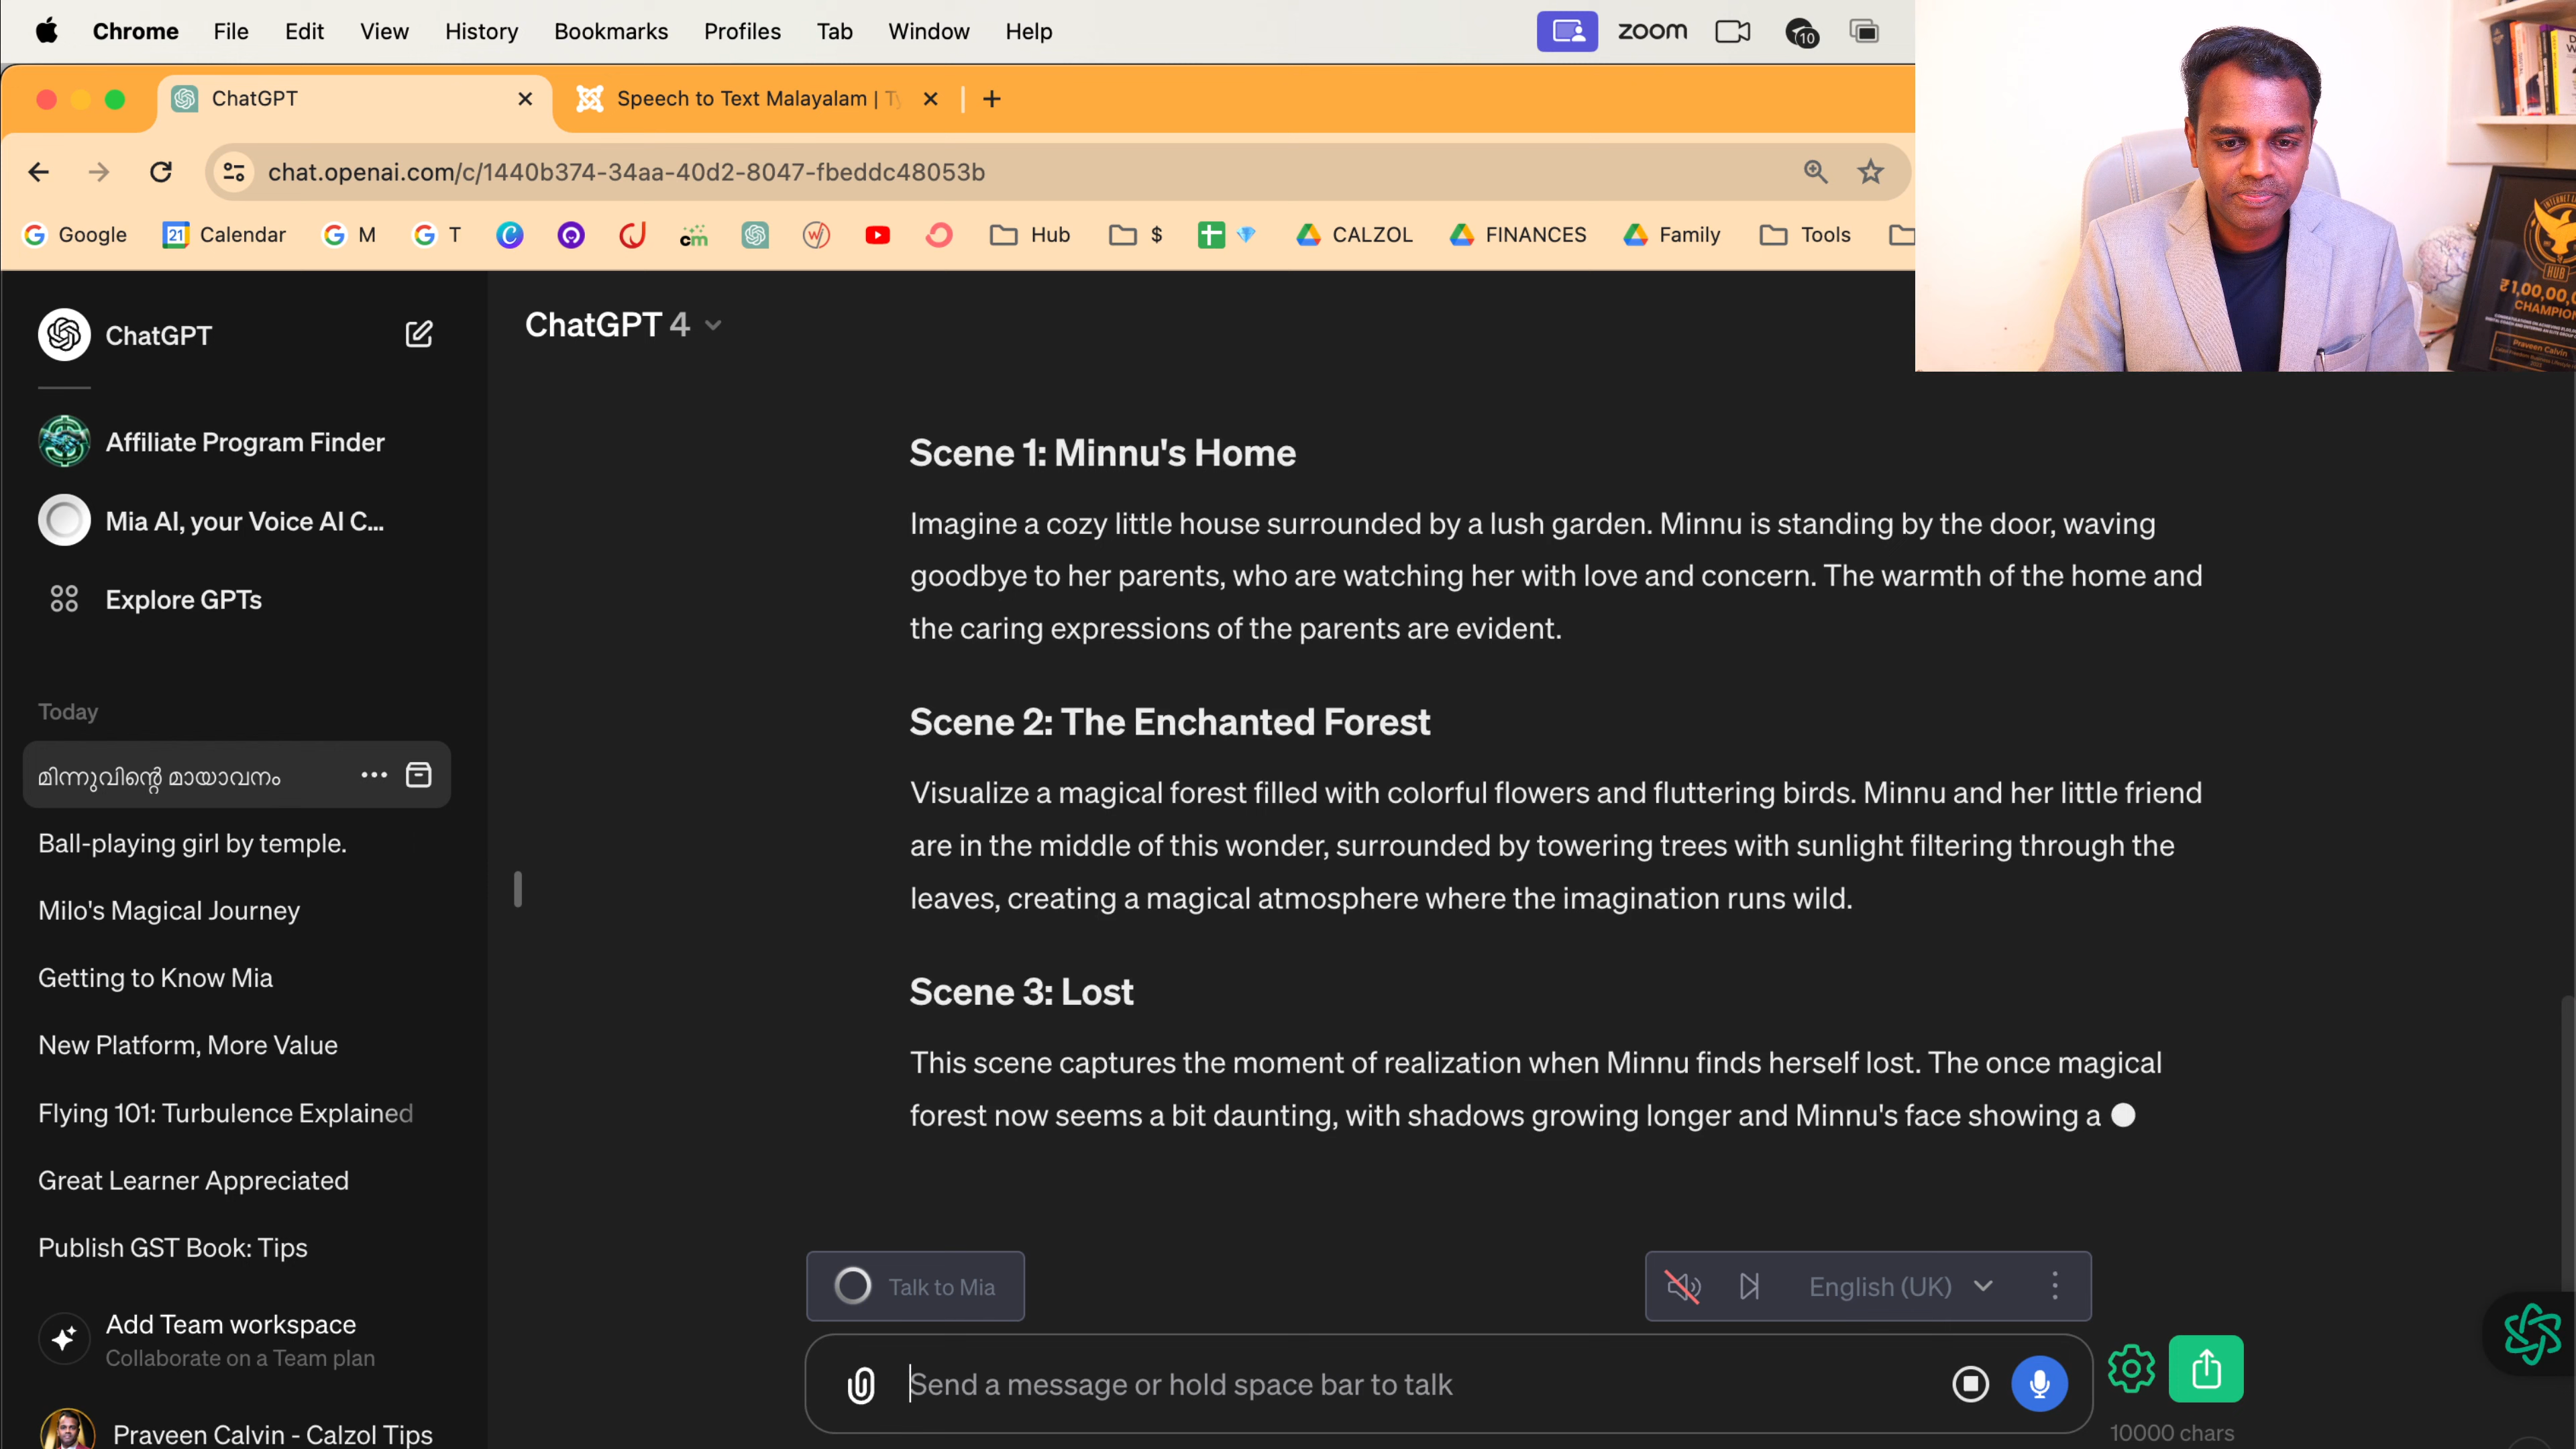 Chrome File Edit View History Bookmarks Profiles Tab Window Help zoom 10
ChatGPT Speech to Text Malayalam |
chat.openai.com/c/1440b374-34aa-40d2-8047-fbeddc48053b
Google 21 Calendar M T cm Hub $ CALZOL FINANCES Family Tools
INTERNET
HUB
₹1,00,00,
CHAMPION
Praveen Calvin
ChatGPT
Affiliate Program Finder
Mia AI, your Voice AI C...
Explore GPTs
Today
മിന്നുവിന്റെ മായാവനം
Ball-playing girl by temple.
Milo's Magical Journey
Getting to Know Mia
New Platform, More Value
Flying 101: Turbulence Explained
Great Learner Appreciated
Publish GST Book: Tips
Add Team workspace
Collaborate on a Team plan
Praveen Calvin - Calzol Tips
ChatGPT 4
Scene 1: Minnu's Home
Imagine a cozy little house surrounded by a lush garden. Minnu is standing by the door, waving
goodbye to her parents, who are watching her with love and concern. The warmth of the home and
the caring expressions of the parents are evident.
Scene 2: The Enchanted Forest
Visualize a magical forest filled with colorful flowers and fluttering birds. Minnu and her little friend
are in the middle of this wonder, surrounded by towering trees with sunlight filtering through the
leaves, creating a magical atmosphere where the imagination runs wild.
Scene 3: Lost
This scene captures the moment of realization when Minnu finds herself lost. The once magical
forest now seems a bit daunting, with shadows growing longer and Minnu's face showing a
Talk to Mia
English (UK)
Send a message or hold space bar to talk
10000 chars